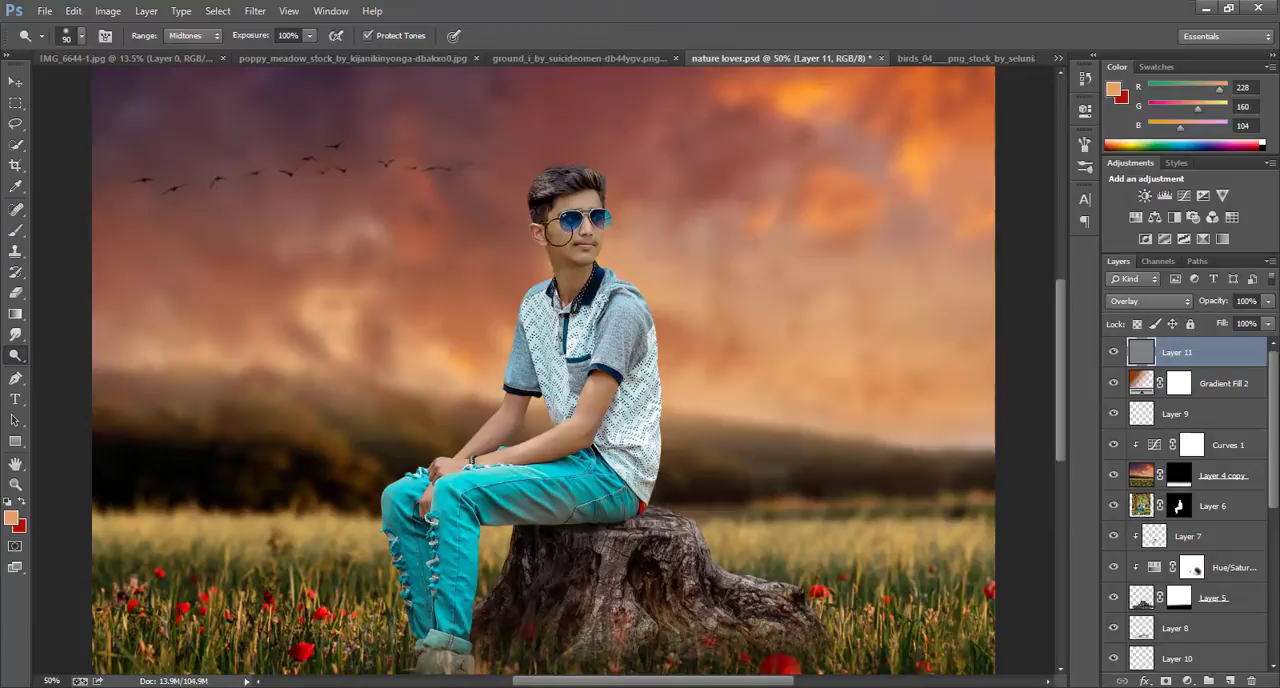 Ps File Edit Image Layer Type Select Filter View Window Help
90 Range: Midtones Exposure: 100% Protect Tones Essentials
IMG_6644-1.jpg @ 13.5% (Layer 0, RGB/... × poppy_meadow_stock_by_kijanikinyonga-dbakxo0.jpg × ground_i_by_suicideomen-db44ygv.png... × nature lover.psd @ 50% (Layer 11, RGB/8) * × birds_04___png_stock_by_seluni
Color Swatches
R 228
G 160
B 104
Adjustments Styles
Add an adjustment
Layers Channels Paths
Kind
Overlay Opacity: 100%
Lock: Fill: 100%
Layer 11
Gradient Fill 2
Layer 9
Curves 1
Layer 4 copy
Layer 6
Layer 7
Hue/Satur...
Layer 5
Layer 8
Layer 10
50% Doc: 13.9M/104.9M